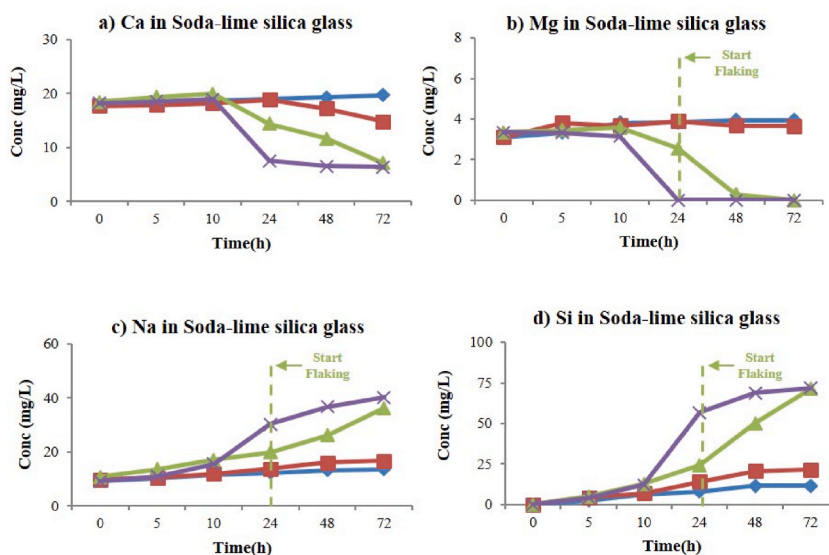 a) Ca in Soda-lime silica glass
Conc (mg/L)
30
20
10
0
0 5 10 24 48 72
Time(h)
b) Mg in Soda-lime silica glass
Conc (mg/L)
8
6
4
2
0
Start
Flaking
0 5 10 24 48 72
Time(h)
c) Na in Soda-lime silica glass
Conc (mg/L)
60
40
20
0
Start
Flaking
0 5 10 24 48 72
Time(h)
d) Si in Soda-lime silica glass
Conc (mg/L)
100
75
50
25
0
Start
Flaking
0 5 10 24 48 72
Time(h)